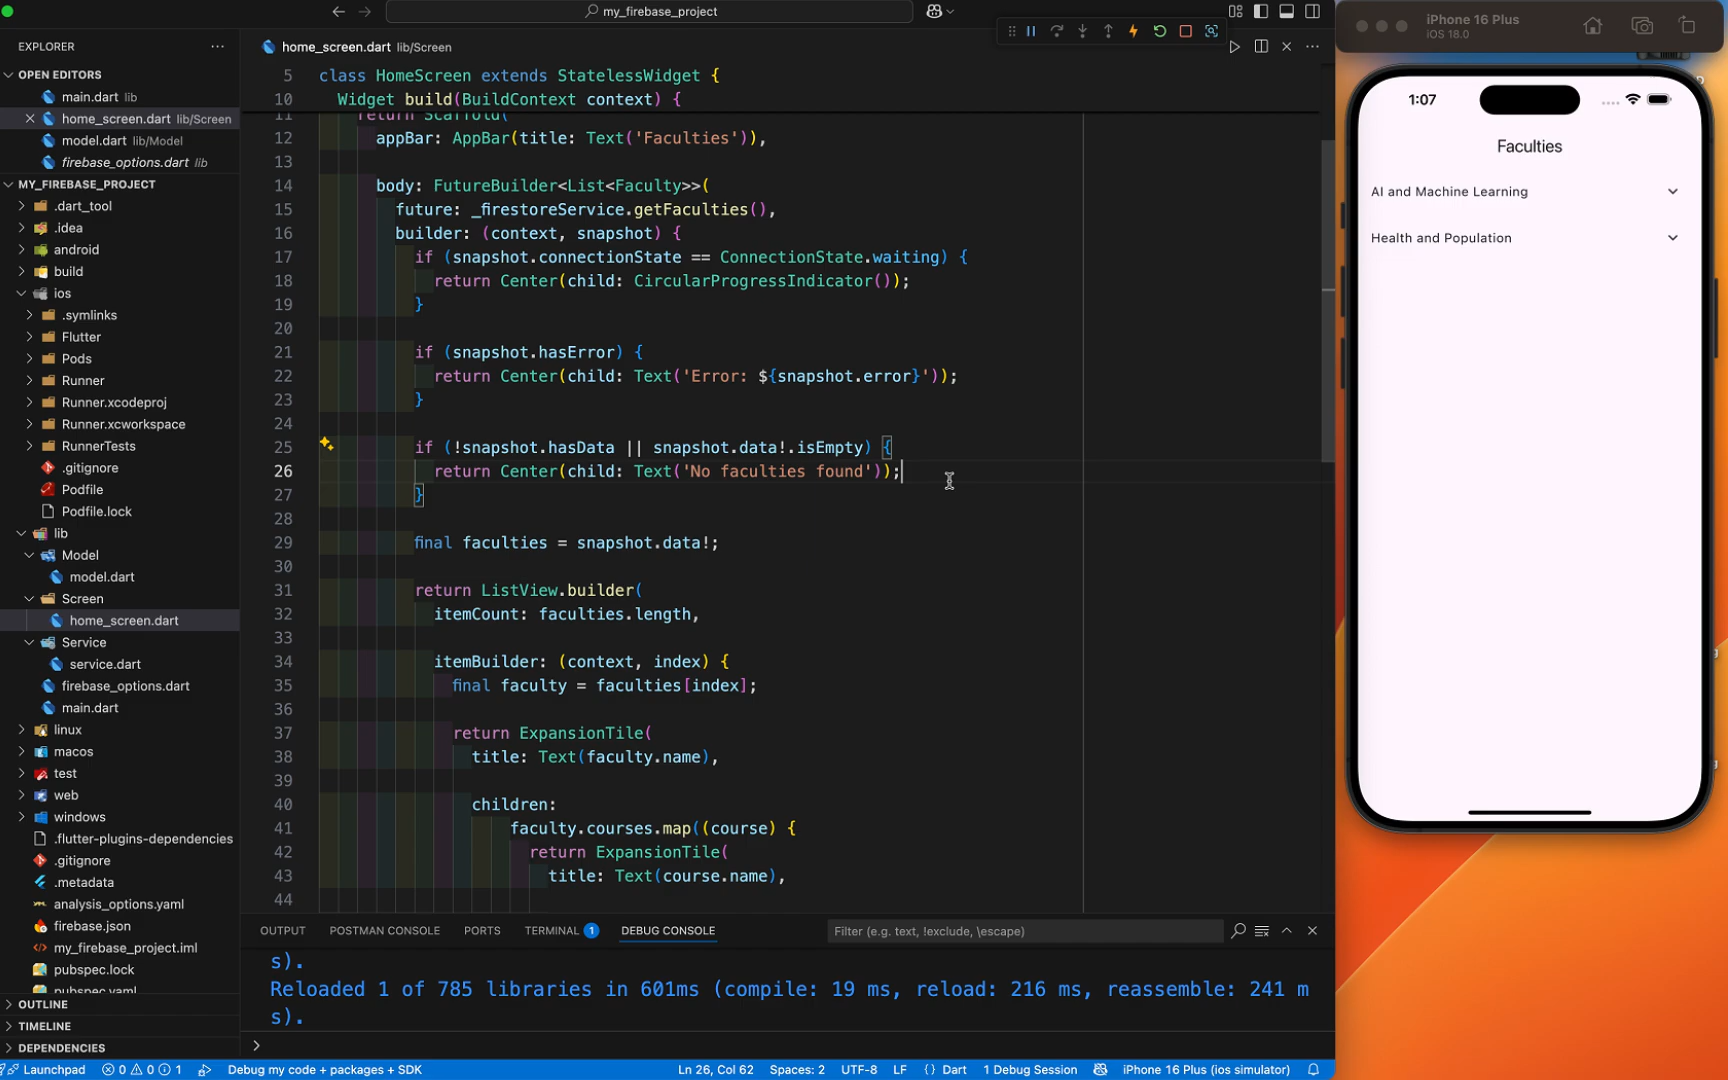 my_firebase_project
EXPLORER
OPEN EDITORS
main.dart lib
home_screen.dart lib/Screen
model.dart lib/Model
firebase_options.dart lib
MY_FIREBASE_PROJECT
.dart_tool
.idea
android
build
ios
.symlinks
Flutter
Pods
Runner
Runner.xcodeproj
Runner.xcworkspace
RunnerTests
.gitignore
Podfile
Podfile.lock
lib
Model
model.dart
Screen
home_screen.dart
Service
service.dart
firebase_options.dart
main.dart
linux
macos
test
web
windows
.flutter-plugins-dependencies
.gitignore
.metadata
analysis_options.yaml
firebase.json
my_firebase_project.iml
pubspec.lock
pubspec.yaml
OUTLINE
TIMELINE
DEPENDENCIES
home_screen.dart lib/Screen
5 class HomeScreen extends StatelessWidget {
10 Widget build(BuildContext context) {
11 return Scaffold(
12 appBar: AppBar(title: Text('Faculties')),
13
14 body: FutureBuilder<List<Faculty>>(
15 future: _firestoreService.getFaculties(),
16 builder: (context, snapshot) {
17 if (snapshot.connectionState == ConnectionState.waiting) {
18 return Center(child: CircularProgressIndicator());
19 }
20
21 if (snapshot.hasError) {
22 return Center(child: Text('Error: ${snapshot.error}'));
23 }
24
25 if (!snapshot.hasData || snapshot.data!.isEmpty) {
26 return Center(child: Text('No faculties found'));
27 }
28
29 final faculties = snapshot.data!;
30
31 return ListView.builder(
32 itemCount: faculties.length,
33
34 itemBuilder: (context, index) {
35 final faculty = faculties[index];
36
37 return ExpansionTile(
38 title: Text(faculty.name),
39
40 children:
41 faculty.courses.map((course) {
42 return ExpansionTile(
43 title: Text(course.name),
44
OUTPUT
POSTMAN CONSOLE
PORTS
TERMINAL 1
DEBUG CONSOLE
Filter (e.g. text, !exclude, \escape)
s).
Reloaded 1 of 785 libraries in 601ms (compile: 19 ms, reload: 216 ms, reassemble: 241 m
s).
Launchpad
0 0 1
Debug my code + packages + SDK
Ln 26, Col 62
Spaces: 2
UTF-8
LF
{ } Dart
1 Debug Session
iPhone 16 Plus (ios simulator)
iPhone 16 Plus
iOS 18.0
1:07
Faculties
AI and Machine Learning
Health and Population